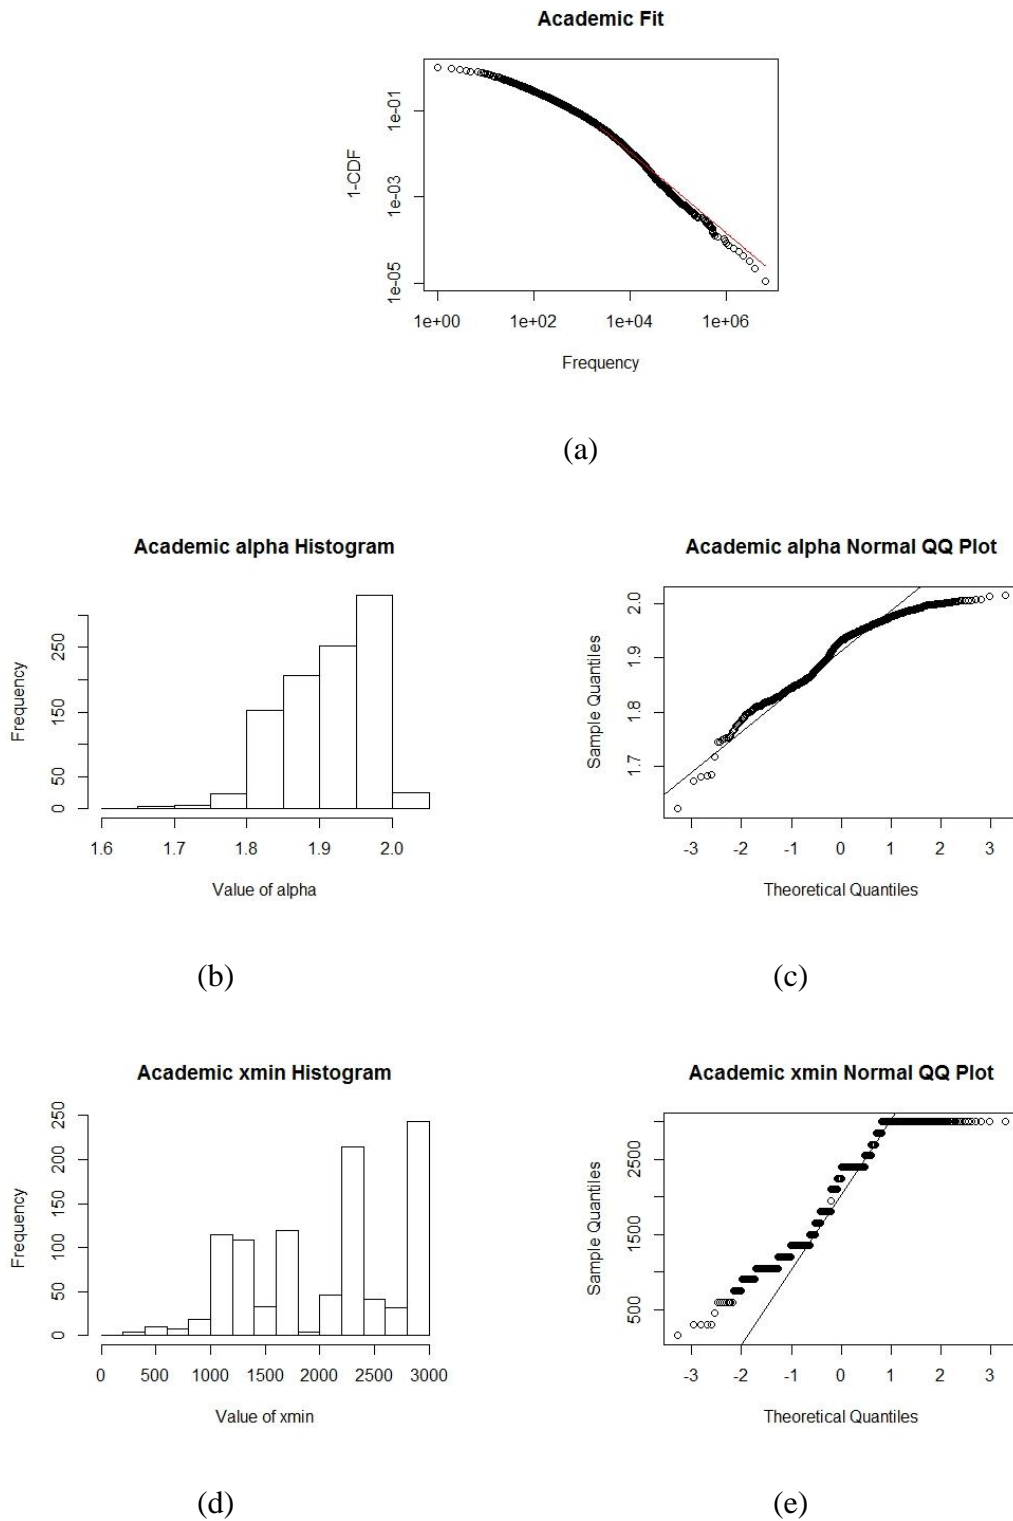 Academic Fit
1-CDF
1e-01
1e-03
1e-05
1e+00 1e+02 1e+04 1e+06
Frequency
(a)
Academic alpha Histogram
Frequency
250
150
50
0
1.6 1.7 1.8 1.9 2.0
Value of alpha
(b)
Academic alpha Normal QQ Plot
Sample Quantiles
2.0
1.9
1.8
1.7
-3 -2 -1 0 1 2 3
Theoretical Quantiles
(c)
Academic xmin Histogram
Frequency
250
200
150
100
50
0
0 500 1000 1500 2000 2500 3000
Value of xmin
(d)
Academic xmin Normal QQ Plot
Sample Quantiles
2500
1500
500
-3 -2 -1 0 1 2 3
Theoretical Quantiles
(e)